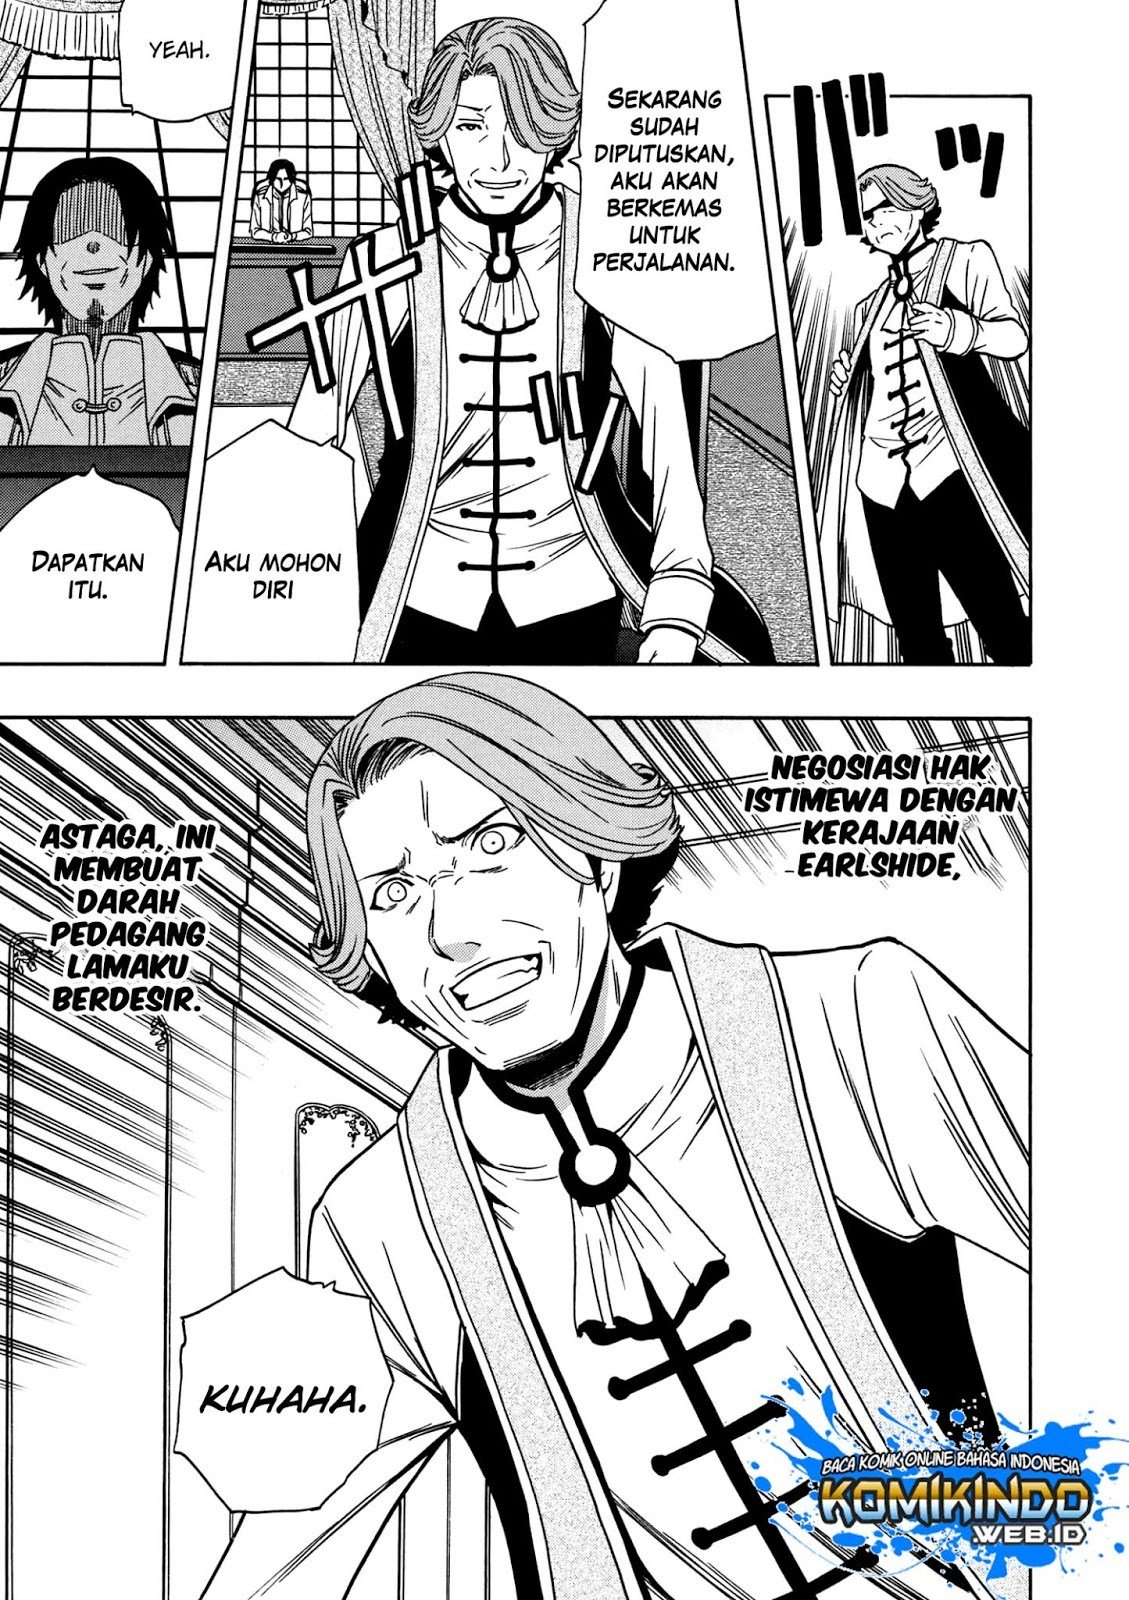 SEKARANG
SUDAH
DIPUTUSKAN,
AKU AKAN
BERKEMAS
UNTUK
PERJALANAN.
AKU MOHON
DIRI
YEAH.
DAPATKAN
ITU.
NEGOSIASI HAK
ISTIMEWA DENGAN
KERAJAAN
EARLSHIDE,
ASTAGA, INI
MEMBUAT
DARAH
PEDAGANG
LAMAKU
BERDESIR.
KUHAHA.
BACA KOMIK ONLINE BAHASA INDONESIA
KOMIKINDO
.WEB.ID